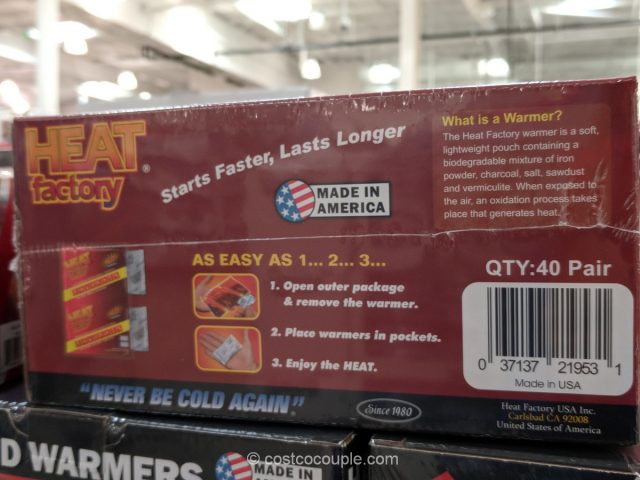 HEAT
factory®
Starts Faster, Lasts Longer
MADE IN
AMERICA
What is a Warmer?
The Heat Factory warmer is a soft,
lightweight pouch containing a
biodegradable mixture of iron
powder, charcoal, salt, sawdust
and vermiculite. When exposed to
the air, an oxidation process takes
place that generates heat.
HEAT
factory
HEAT
factory
AS EASY AS 1... 2... 3...
1. Open outer package
& remove the warmer.
2. Place warmers in pockets.
3. Enjoy the HEAT.
QTY:40 Pair
0 37137 21953 1
Made in USA
"NEVER BE COLD AGAIN"
Since 1980
Heat Factory USA Inc.
Carlsbad CA 92008
United States of America
D WARMERS
MADE IN
AMERICA
© costcocouple.com